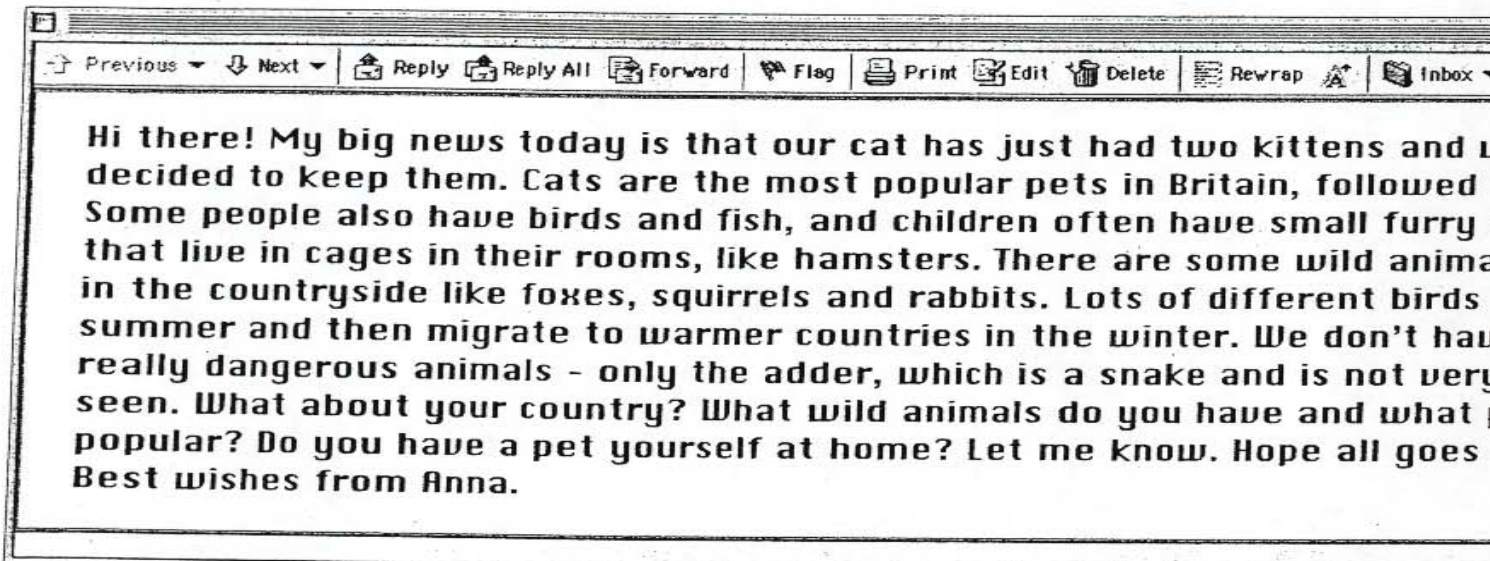 Previous Next Reply Reply All Forward Flag Print Edit Delete Rewrap Inbox
Hi there! My big news today is that our cat has just had two kittens and
decided to keep them. Cats are the most popular pets in Britain, followed
Some people also have birds and fish, and children often have small furry
that live in cages in their rooms, like hamsters. There are some wild
in the countryside like foxes, squirrels and rabbits. Lots of different birds
summer and then migrate to warmer countries in the winter. We don't
really dangerous animals - only the adder, which is a snake and is not very
seen. What about your country? What wild animals do you have and what
popular? Do you have a pet yourself at home? Let me know. Hope all goes
Best wishes from Anna.